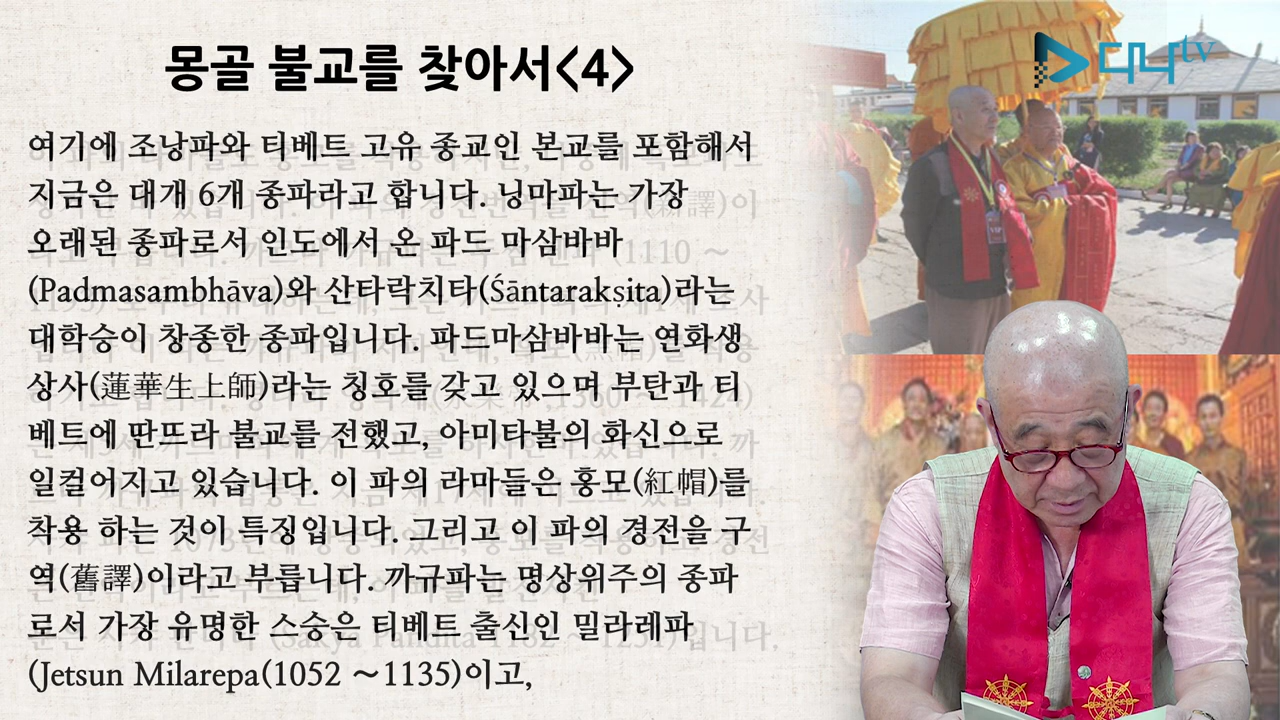 몽골 불교를 찾아서<4>
다나tv
여기에 조낭파와 티베트 고유 종교인 본교를 포함해서
지금은 대개 6개 종파라고 합니다. 닝마파는 가장
오래된 종파로서 인도에서 온 파드 마삼바바
(Padmasambhāva)와 산타락치타(Śāntarakṣita)라는
대학승이 창종한 종파입니다. 파드마삼바바는 연화생
상사(蓮華生上師)라는 칭호를 갖고 있으며 부탄과 티
베트에 딴뜨라 불교를 전했고, 아미타불의 화신으로
일컬어지고 있습니다. 이 파의 라마들은 홍모(紅帽)를
착용 하는 것이 특징입니다. 그리고 이 파의 경전을 구
역(舊譯)이라고 부릅니다. 까규파는 명상위주의 종파
로서 가장 유명한 스승은 티베트 출신인 밀라레파
(Jetsun Milarepa(1052 ~1135)이고,